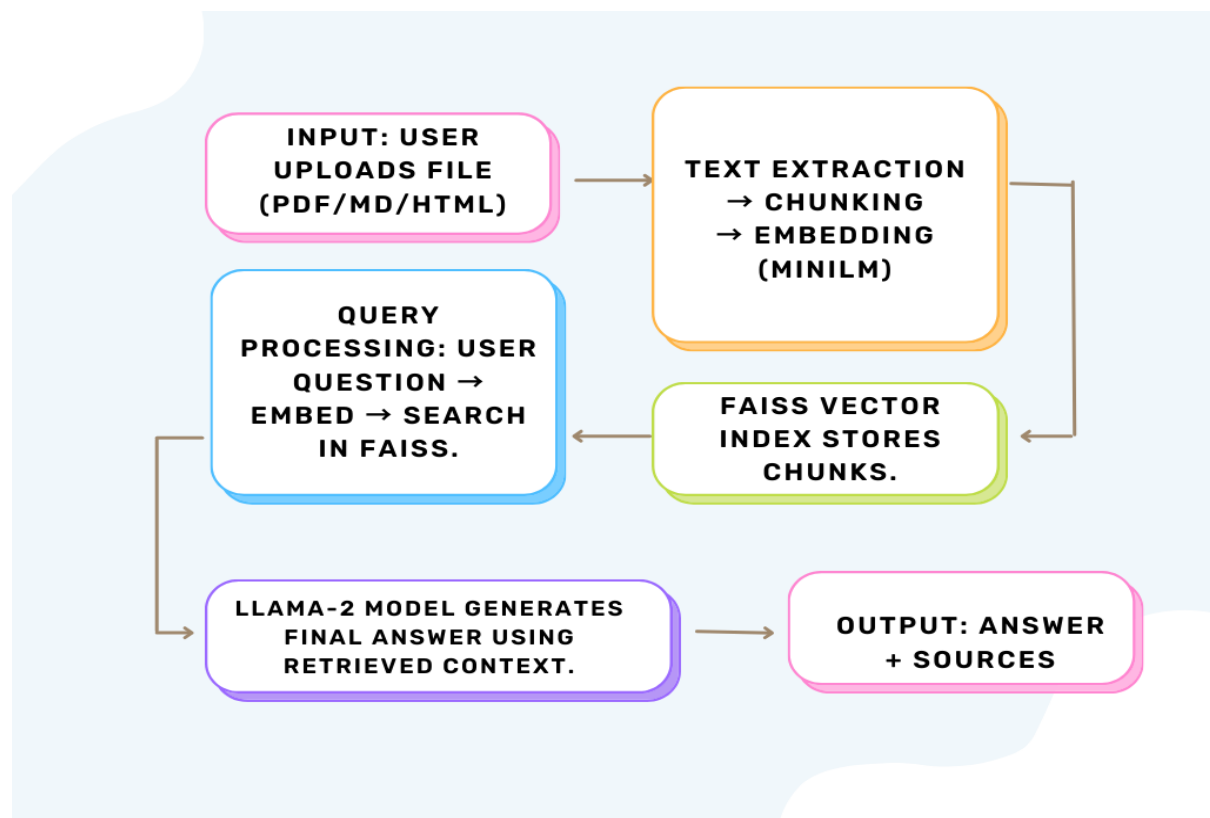 INPUT: USER
UPLOADS FILE
(PDF/MD/HTML)
TEXT EXTRACTION
→ CHUNKING
→ EMBEDDING
(MINILM)
FAISS VECTOR
INDEX STORES
CHUNKS.
QUERY
PROCESSING: USER
QUESTION →
EMBED → SEARCH
IN FAISS.
LLAMA-2 MODEL GENERATES
FINAL ANSWER USING
RETRIEVED CONTEXT.
OUTPUT: ANSWER
+ SOURCES